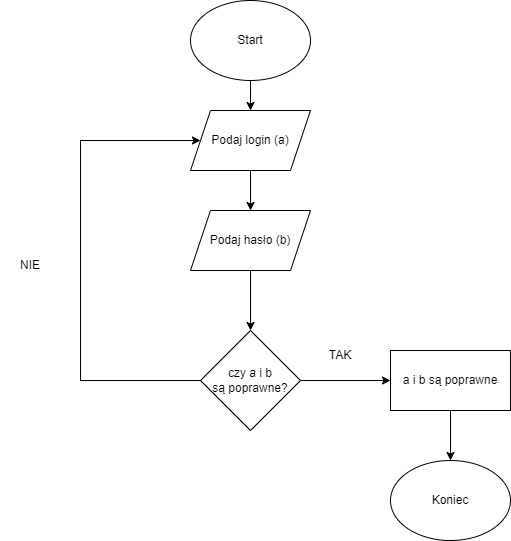 Start
Podaj login (a)
Podaj hasło (b)
NIE
czy a i b
są poprawne?
TAK
a i b są poprawne
Koniec